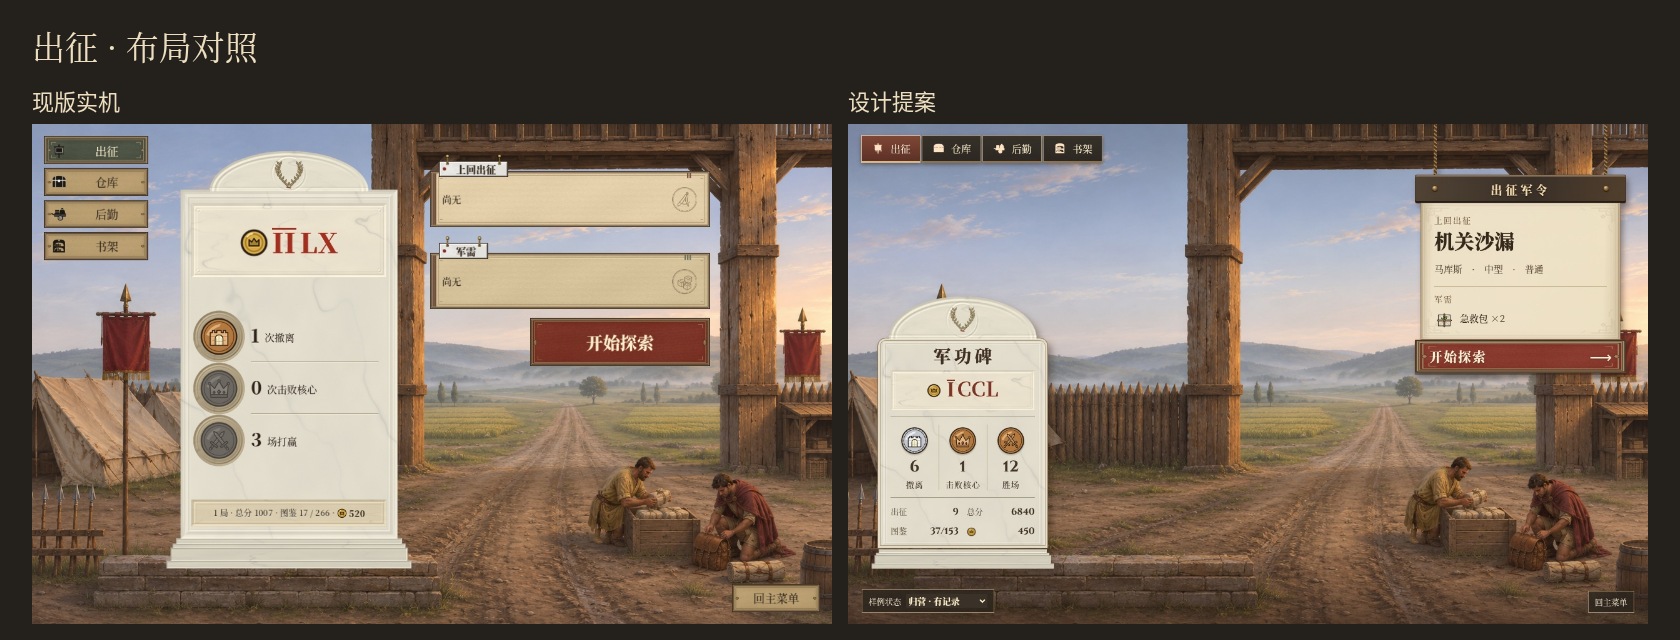 出征 · 布局对照
现版实机
出征
仓库
后勤
书架
IILX
1 次撤离
0 次击败核心
3 场打赢
1 局 · 总分 1007 · 图鉴 17 / 266 · 520
上回出征
II
尚无
军需
III
尚无
开始探索
回主菜单
设计提案
出征
仓库
后勤
书架
军功碑
ICCL
6
撤离
1
击败核心
12
胜场
出征 9 总分 6840
图鉴 37/153 450
样例状态 归营 · 有记录
出征军令
上回出征
机关沙漏
马库斯 · 中型 · 普通
军需
急救包 ×2
开始探索 →
回主菜单